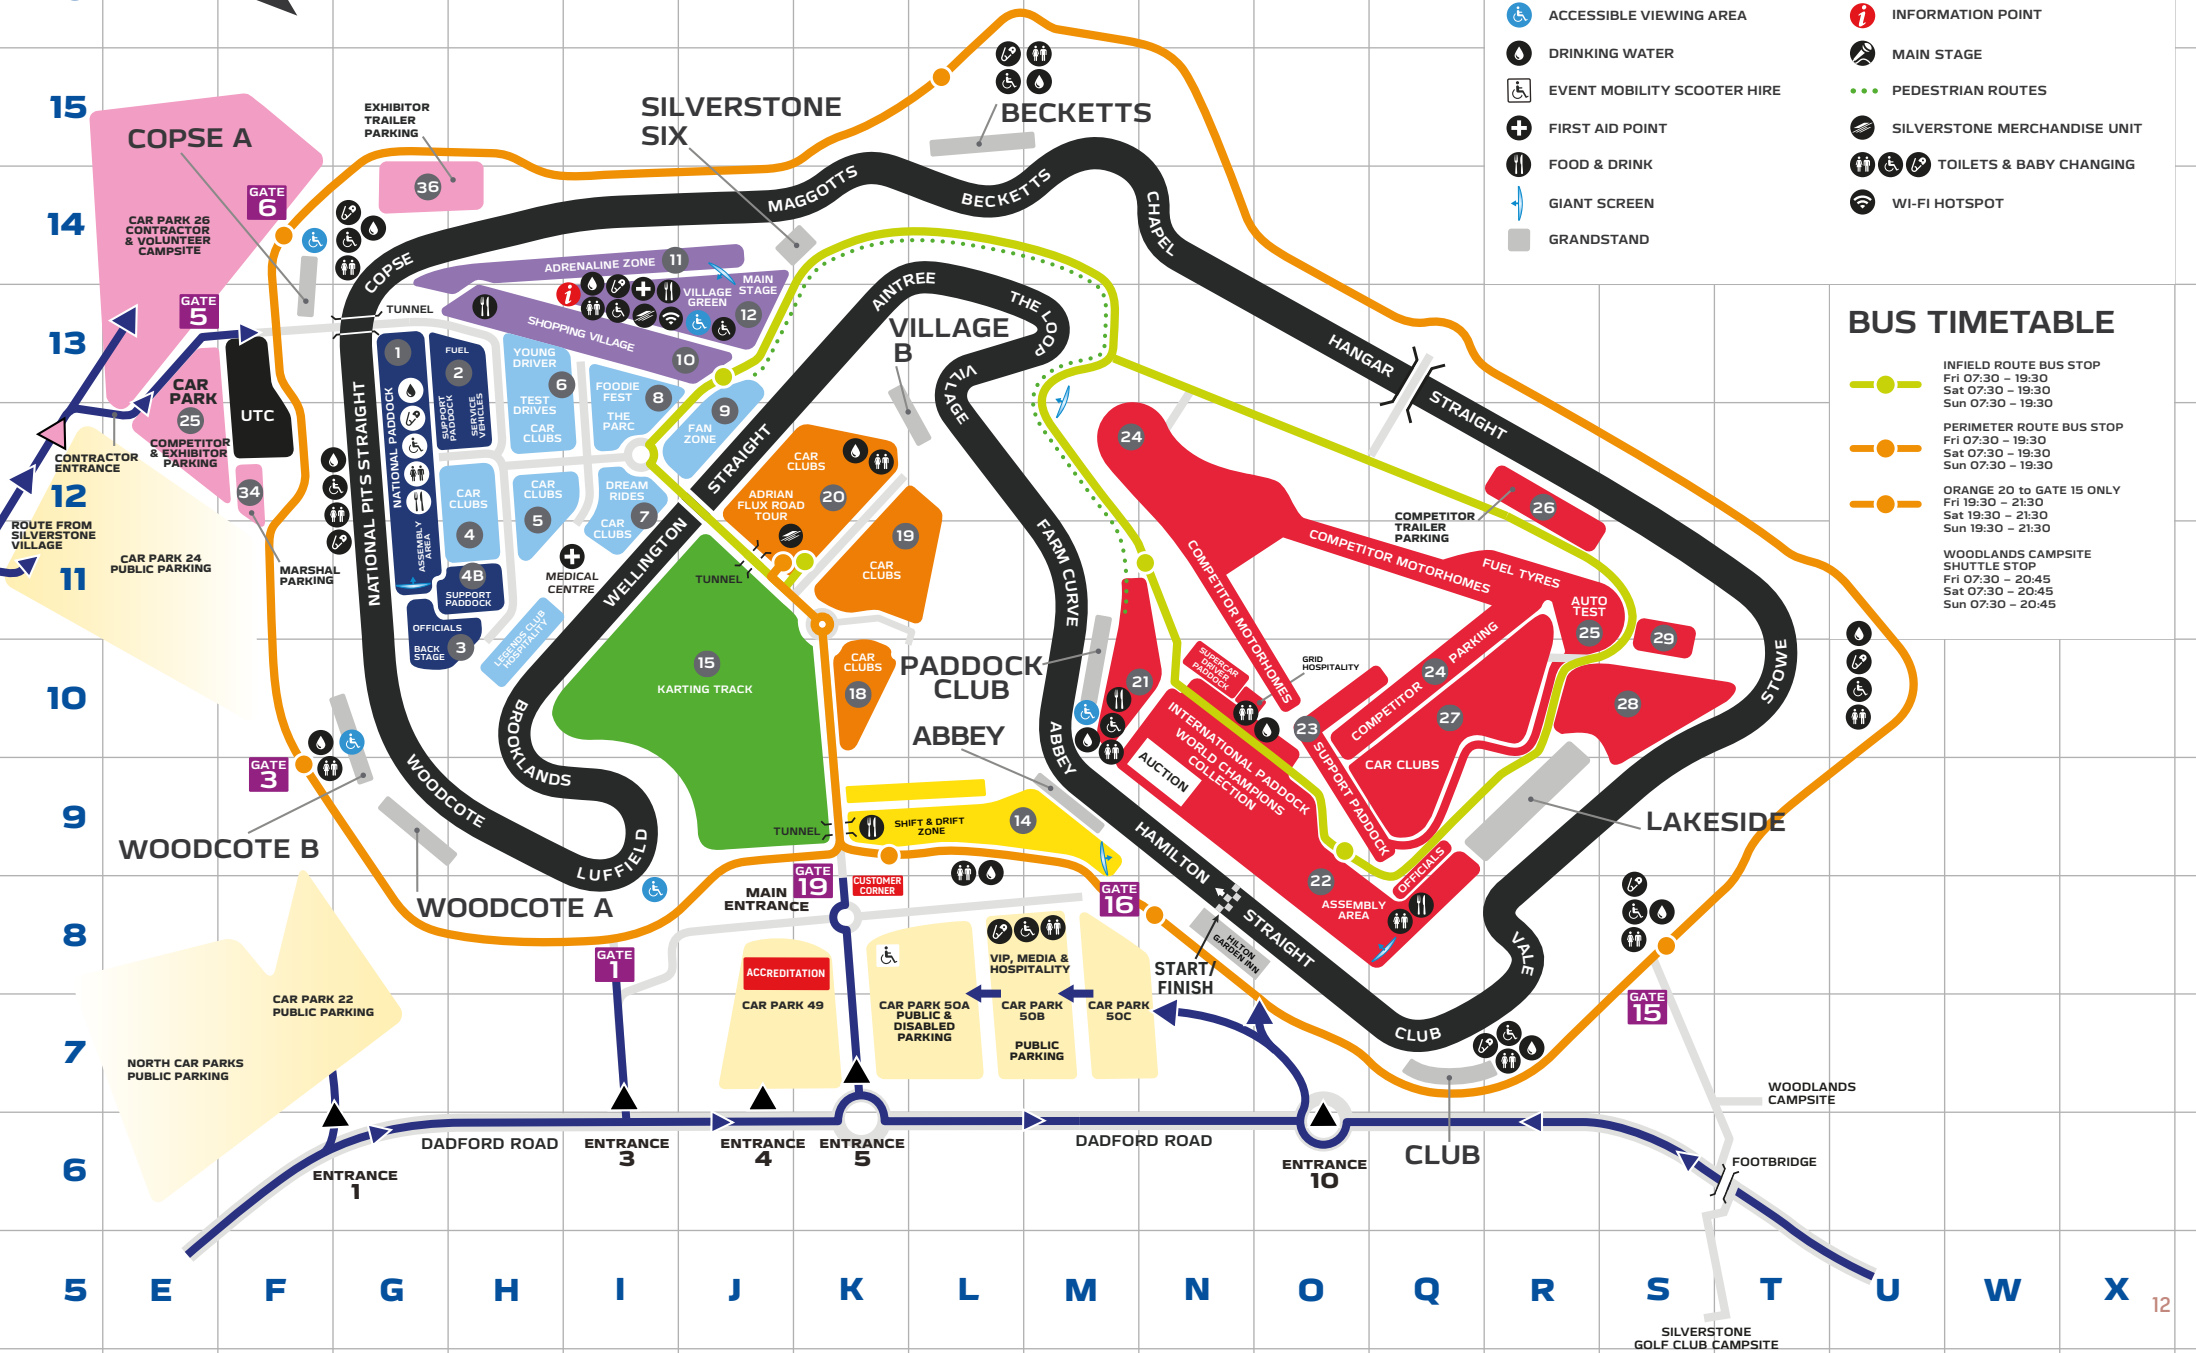 ACCESSIBLE VIEWING AREA
DRINKING WATER
EVENT MOBILITY SCOOTER HIRE
FIRST AID POINT
FOOD & DRINK
GIANT SCREEN
GRANDSTAND
i
INFORMATION POINT
MAIN STAGE
PEDESTRIAN ROUTES
SILVERSTONE MERCHANDISE UNIT
TOILETS & BABY CHANGING
WI-FI HOTSPOT
BUS TIMETABLE
INFIELD ROUTE BUS STOP
Fri 07:30 – 19:30
Sat 07:30 – 19:30
Sun 07:30 – 19:30
PERIMETER ROUTE BUS STOP
Fri 07:30 – 19:30
Sat 07:30 – 19:30
Sun 07:30 – 19:30
ORANGE 20 to GATE 15 ONLY
Fri 19:30 – 21:30
Sat 19:30 – 21:30
Sun 19:30 – 21:30
WOODLANDS CAMPSITE
SHUTTLE STOP
Fri 07:30 – 20:45
Sat 07:30 – 20:45
Sun 07:30 – 20:45
15
14
13
12
11
10
9
8
7
6
5
E
F
G
H
I
J
K
L
M
N
O
Q
R
S
T
U
W
X
12
COPSE A
EXHIBITOR
TRAILER
PARKING
36
SILVERSTONE
SIX
BECKETTS
GATE
6
CAR PARK 26
CONTRACTOR
& VOLUNTEER
CAMPSITE
GATE
5
CAR
PARK
25
COMPETITOR
& EXHIBITOR
PARKING
UTC
34
CONTRACTOR
ENTRANCE
ROUTE FROM
SILVERSTONE
VILLAGE
CAR PARK 24
PUBLIC PARKING
MARSHAL
PARKING
TUNNEL
COPSE
MAGGOTTS
BECKETTS
CHAPEL
HANGAR
STRAIGHT
STOWE
VALE
CLUB
HAMILTON
STRAIGHT
ABBEY
FARM CURVE
VILLAGE
THE LOOP
AINTREE
WELLINGTON
STRAIGHT
BROOKLANDS
LUFFIELD
WOODCOTE
NATIONAL PITS STRAIGHT
ADRENALINE ZONE
11
i
VILLAGE
GREEN
MAIN
STAGE
12
SHOPPING VILLAGE
10
1
NATIONAL PADDOCK
ASSEMBLY
AREA
FUEL
2
SUPPORT
PADDOCK
SERVICE
VEHICLES
YOUNG
DRIVER
6
TEST
DRIVES
CAR
CLUBS
FOODIE
FEST
8
THE
PARC
9
FAN
ZONE
CAR
CLUBS
4
CAR
CLUBS
5
DREAM
RIDES
7
CAR
CLUBS
4B
SUPPORT
PADDOCK
OFFICIALS
BACK
STAGE
3
LEGENDS CLUB
HOSPITALITY
MEDICAL
CENTRE
VILLAGE
B
CAR
CLUBS
20
ADRIAN
FLUX ROAD
TOUR
19
CAR
CLUBS
TUNNEL
15
KARTING TRACK
CAR
CLUBS
18
PADDOCK
CLUB
ABBEY
SHIFT & DRIFT
ZONE
14
TUNNEL
24
COMPETITOR MOTORHOMES
COMPETITOR MOTORHOMES
COMPETITOR
TRAILER
PARKING
26
FUEL TYRES
AUTO
TEST
25
29
28
COMPETITOR
24
PARKING
27
CAR CLUBS
23
SUPPORT PADDOCK
GRID
HOSPITALITY
SUPERCAR
DRIVER
PADDOCK
21
INTERNATIONAL PADDOCK
WORLD CHAMPIONS
COLLECTION
AUCTION
22
OFFICIALS
ASSEMBLY
AREA
LAKESIDE
GATE
3
WOODCOTE B
WOODCOTE A
GATE
19
CUSTOMER
CORNER
MAIN
ENTRANCE
GATE
16
GATE
1
GATE
15
START/
FINISH
HILTON
GARDEN INN
ACCREDITATION
CAR PARK 49
CAR PARK 50A
PUBLIC &
DISABLED
PARKING
VIP, MEDIA &
HOSPITALITY
CAR PARK
50B
PUBLIC
PARKING
CAR PARK
50C
CAR PARK 22
PUBLIC PARKING
NORTH CAR PARKS
PUBLIC PARKING
DADFORD ROAD
DADFORD ROAD
ENTRANCE
1
ENTRANCE
3
ENTRANCE
4
ENTRANCE
5
ENTRANCE
10
CLUB
WOODLANDS
CAMPSITE
FOOTBRIDGE
SILVERSTONE
GOLF CLUB CAMPSITE